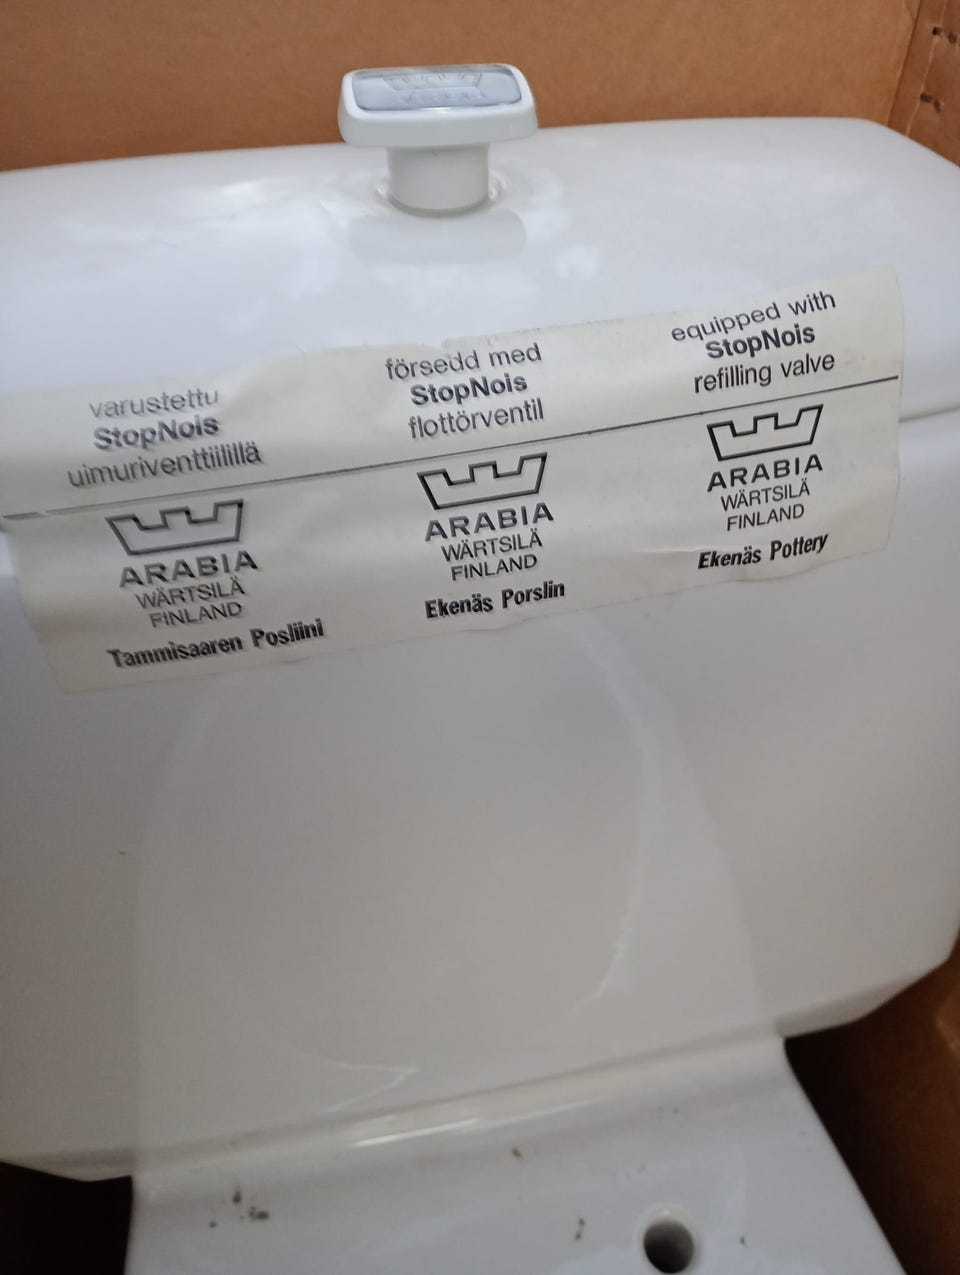 varustettu
StopNois
uimuriventtiilillä
ARABIA
WÄRTSILÄ
FINLAND
Tammisaaren Posliini
försedd med
StopNois
flottörventil
ARABIA
WÄRTSILÄ
FINLAND
Ekenäs Porslin
equipped with
StopNois
refilling valve
ARABIA
WÄRTSILÄ
FINLAND
Ekenäs Pottery